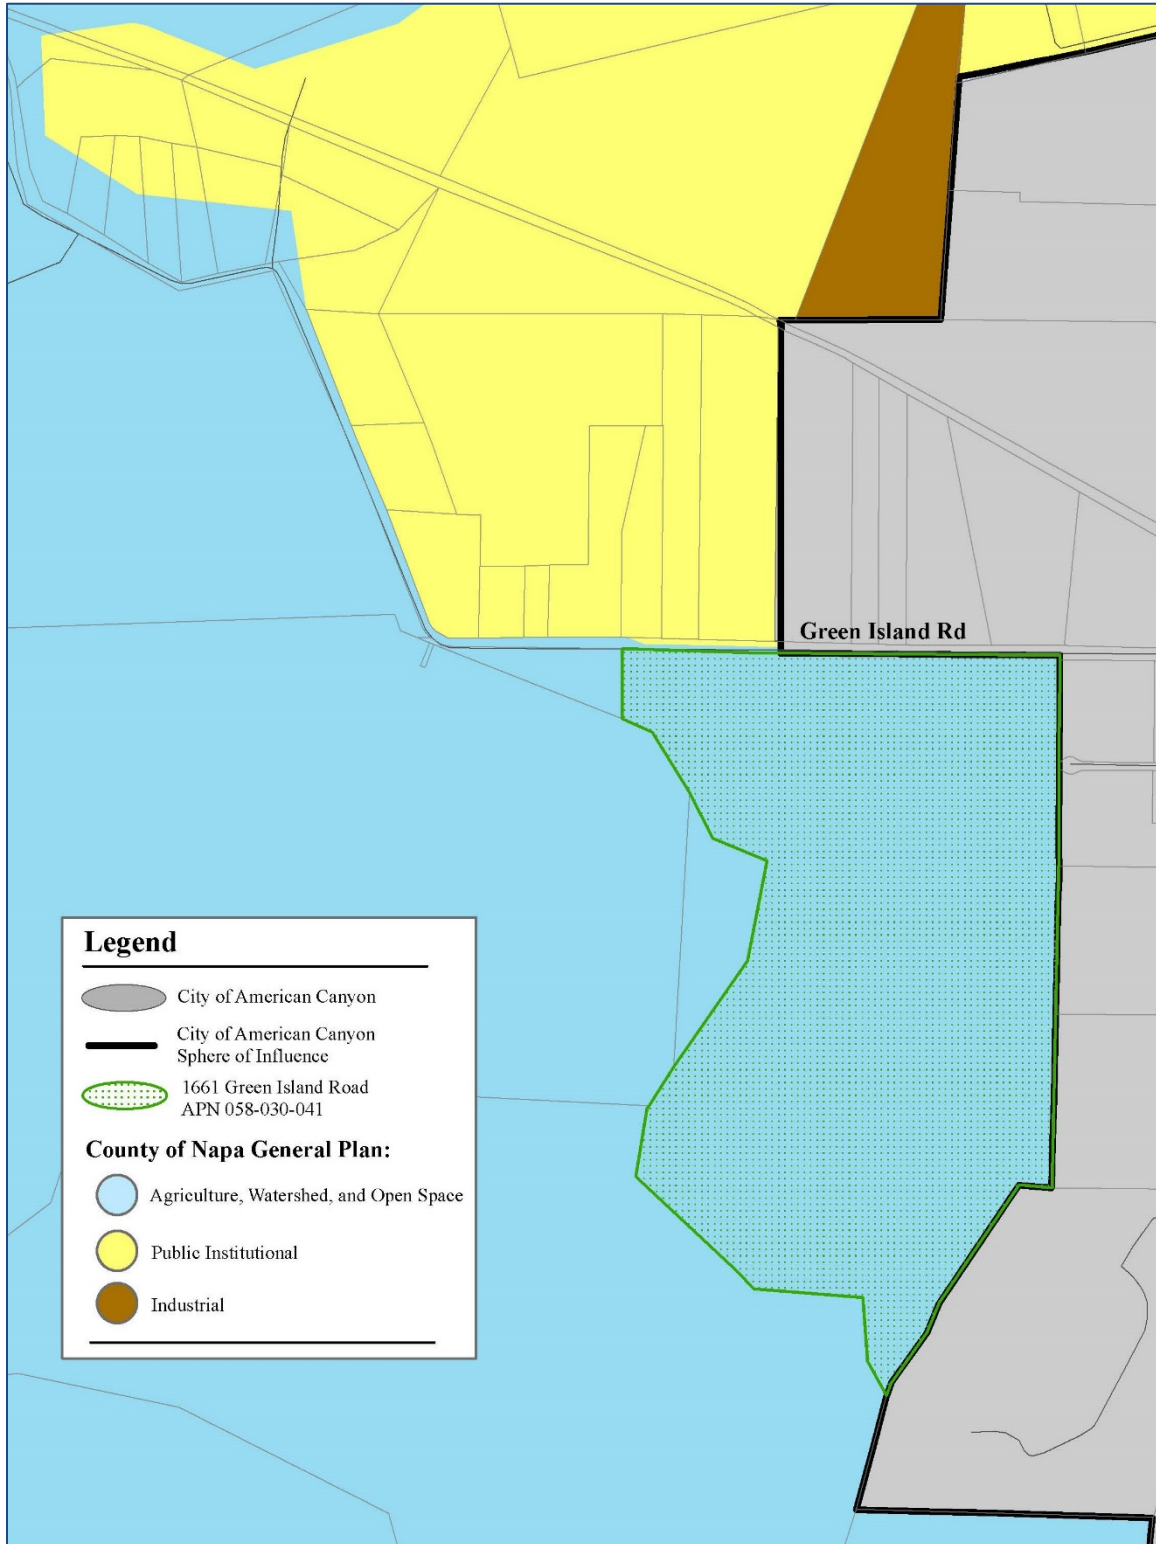 Green Island Rd
Legend
City of American Canyon
City of American Canyon
Sphere of Influence
1661 Green Island Road
APN 058-030-041
County of Napa General Plan:
Agriculture, Watershed, and Open Space
Public Institutional
Industrial